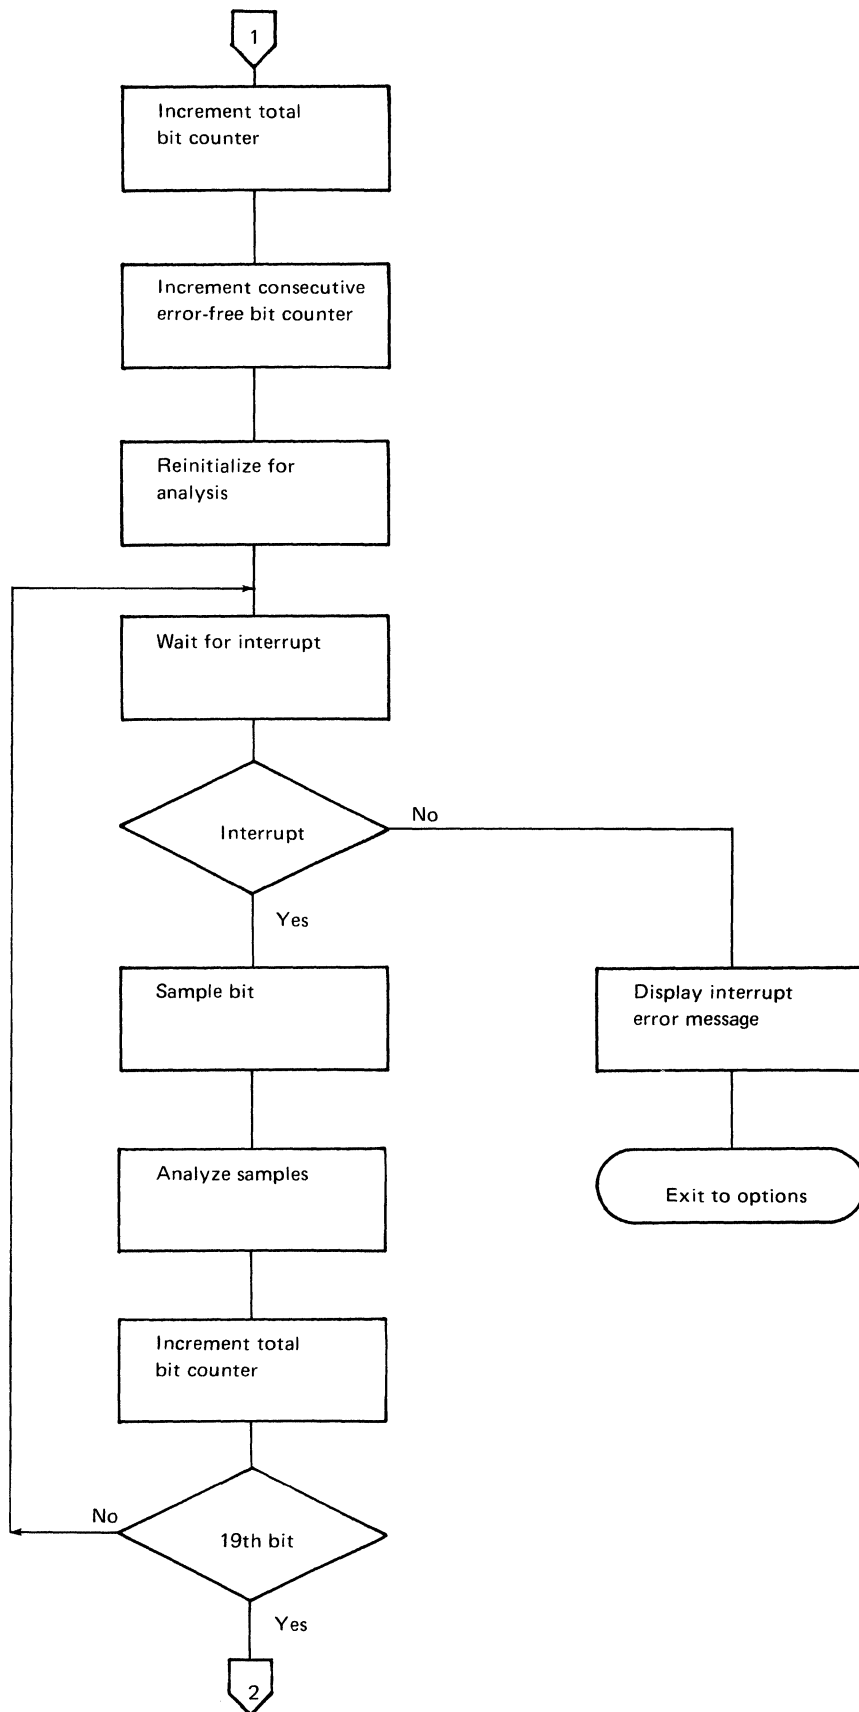 1
Increment total
bit counter
Increment consecutive
error-free bit counter
Reinitialize for
analysis
Wait for interrupt
Interrupt
No
Yes
Sample bit
Display interrupt
error message
Analyze samples
Exit to options
Increment total
bit counter
No
19th bit
Yes
2